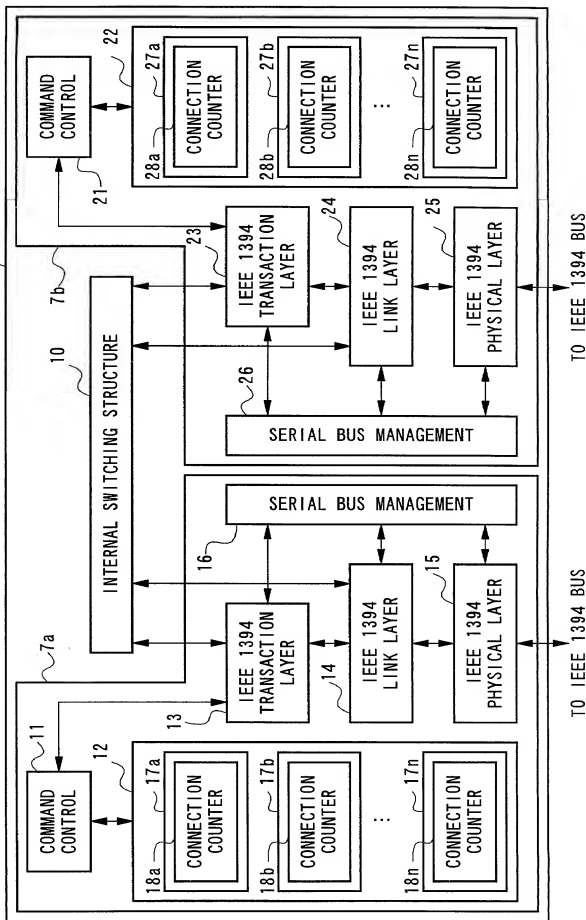 COMMAND
CONTROL
11
12
17a
18a
CONNECTION
COUNTER
17b
18b
CONNECTION
COUNTER
...
17n
18n
CONNECTION
COUNTER
7a
10
INTERNAL SWITCHING STRUCTURE
13
IEEE 1394
TRANSACTION
LAYER
14
IEEE 1394
LINK LAYER
15
IEEE 1394
PHYSICAL LAYER
16
SERIAL BUS MANAGEMENT
TO IEEE 1394 BUS
7b
26
SERIAL BUS MANAGEMENT
23
IEEE 1394
TRANSACTION
LAYER
24
IEEE 1394
LINK LAYER
25
IEEE 1394
PHYSICAL LAYER
TO IEEE 1394 BUS
COMMAND
CONTROL
21
22
27a
28a
CONNECTION
COUNTER
27b
28b
CONNECTION
COUNTER
...
27n
28n
CONNECTION
COUNTER